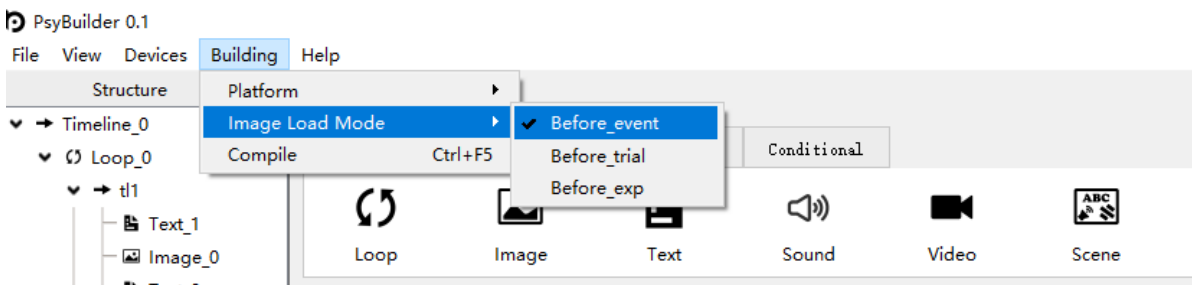 PsyBuilder 0.1
File View Devices Building Help
Structure
Platform
Timeline_0
Image Load Mode
Before_event
Loop_0
Compile Ctrl+F5
Before_trial
Conditional
tl1
Before_exp
Text_1
ABC
Image_0
Loop Image Text Sound Video Scene